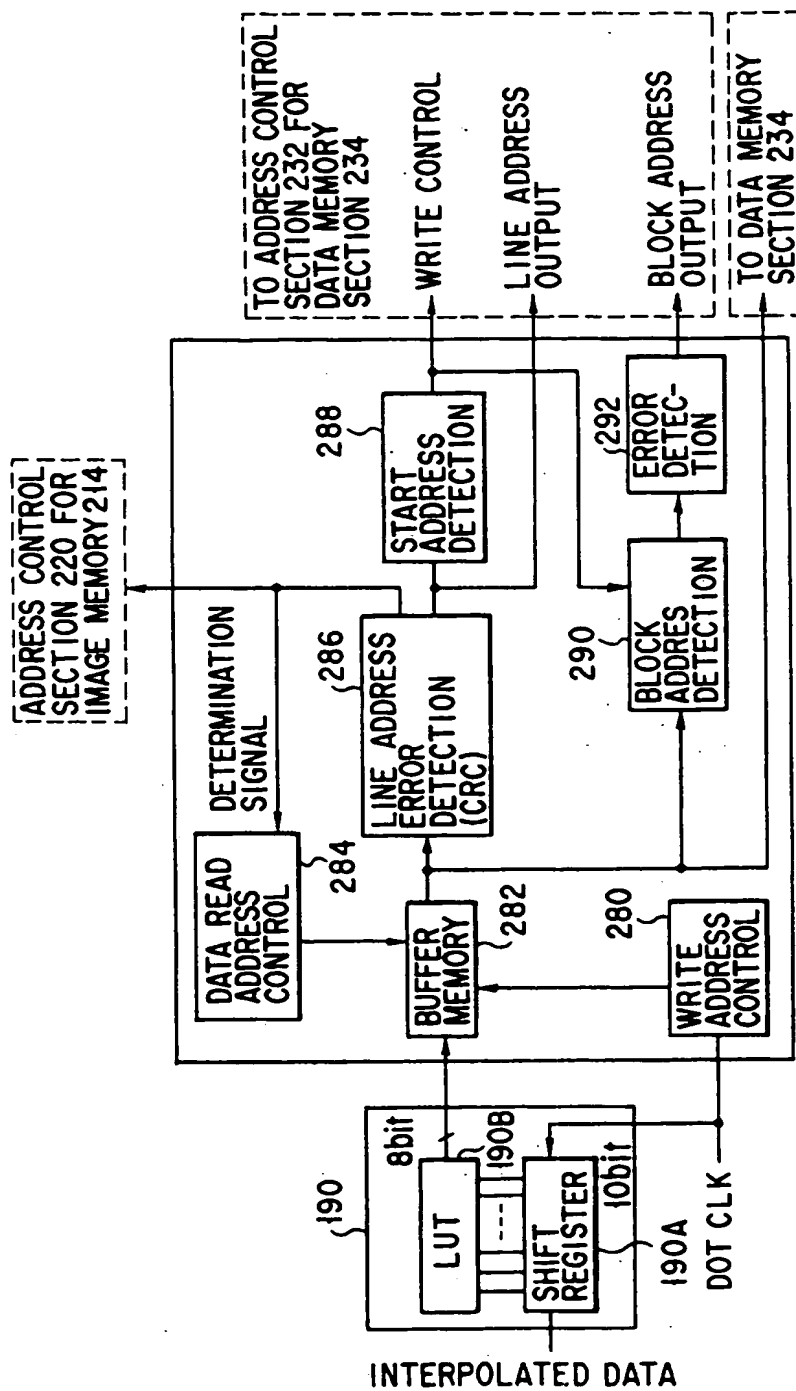 ADDRESS CONTROL
SECTION 220 FOR
IMAGE MEMORY 214
TO ADDRESS CONTROL
SECTION 232 FOR
DATA MEMORY
SECTION 234
WRITE CONTROL
LINE ADDRESS
OUTPUT
BLOCK ADDRESS
OUTPUT
TO DATA MEMORY
SECTION 234
DETERMINATION
SIGNAL
DATA READ
ADDRESS
CONTROL
284
LINE ADDRESS
ERROR
DETECTION
(CRC)
286
START
ADDRESS
DETECTION
288
BUFFER
MEMORY
282
BLOCK
ADDRES
DETECTION
290
ERROR
DETEC-
TION
292
WRITE
ADDRESS
CONTROL
280
190
LUT
8bit
190B
SHIFT
REGISTER
10bit
190A
DOT CLK
INTERPOLATED DATA